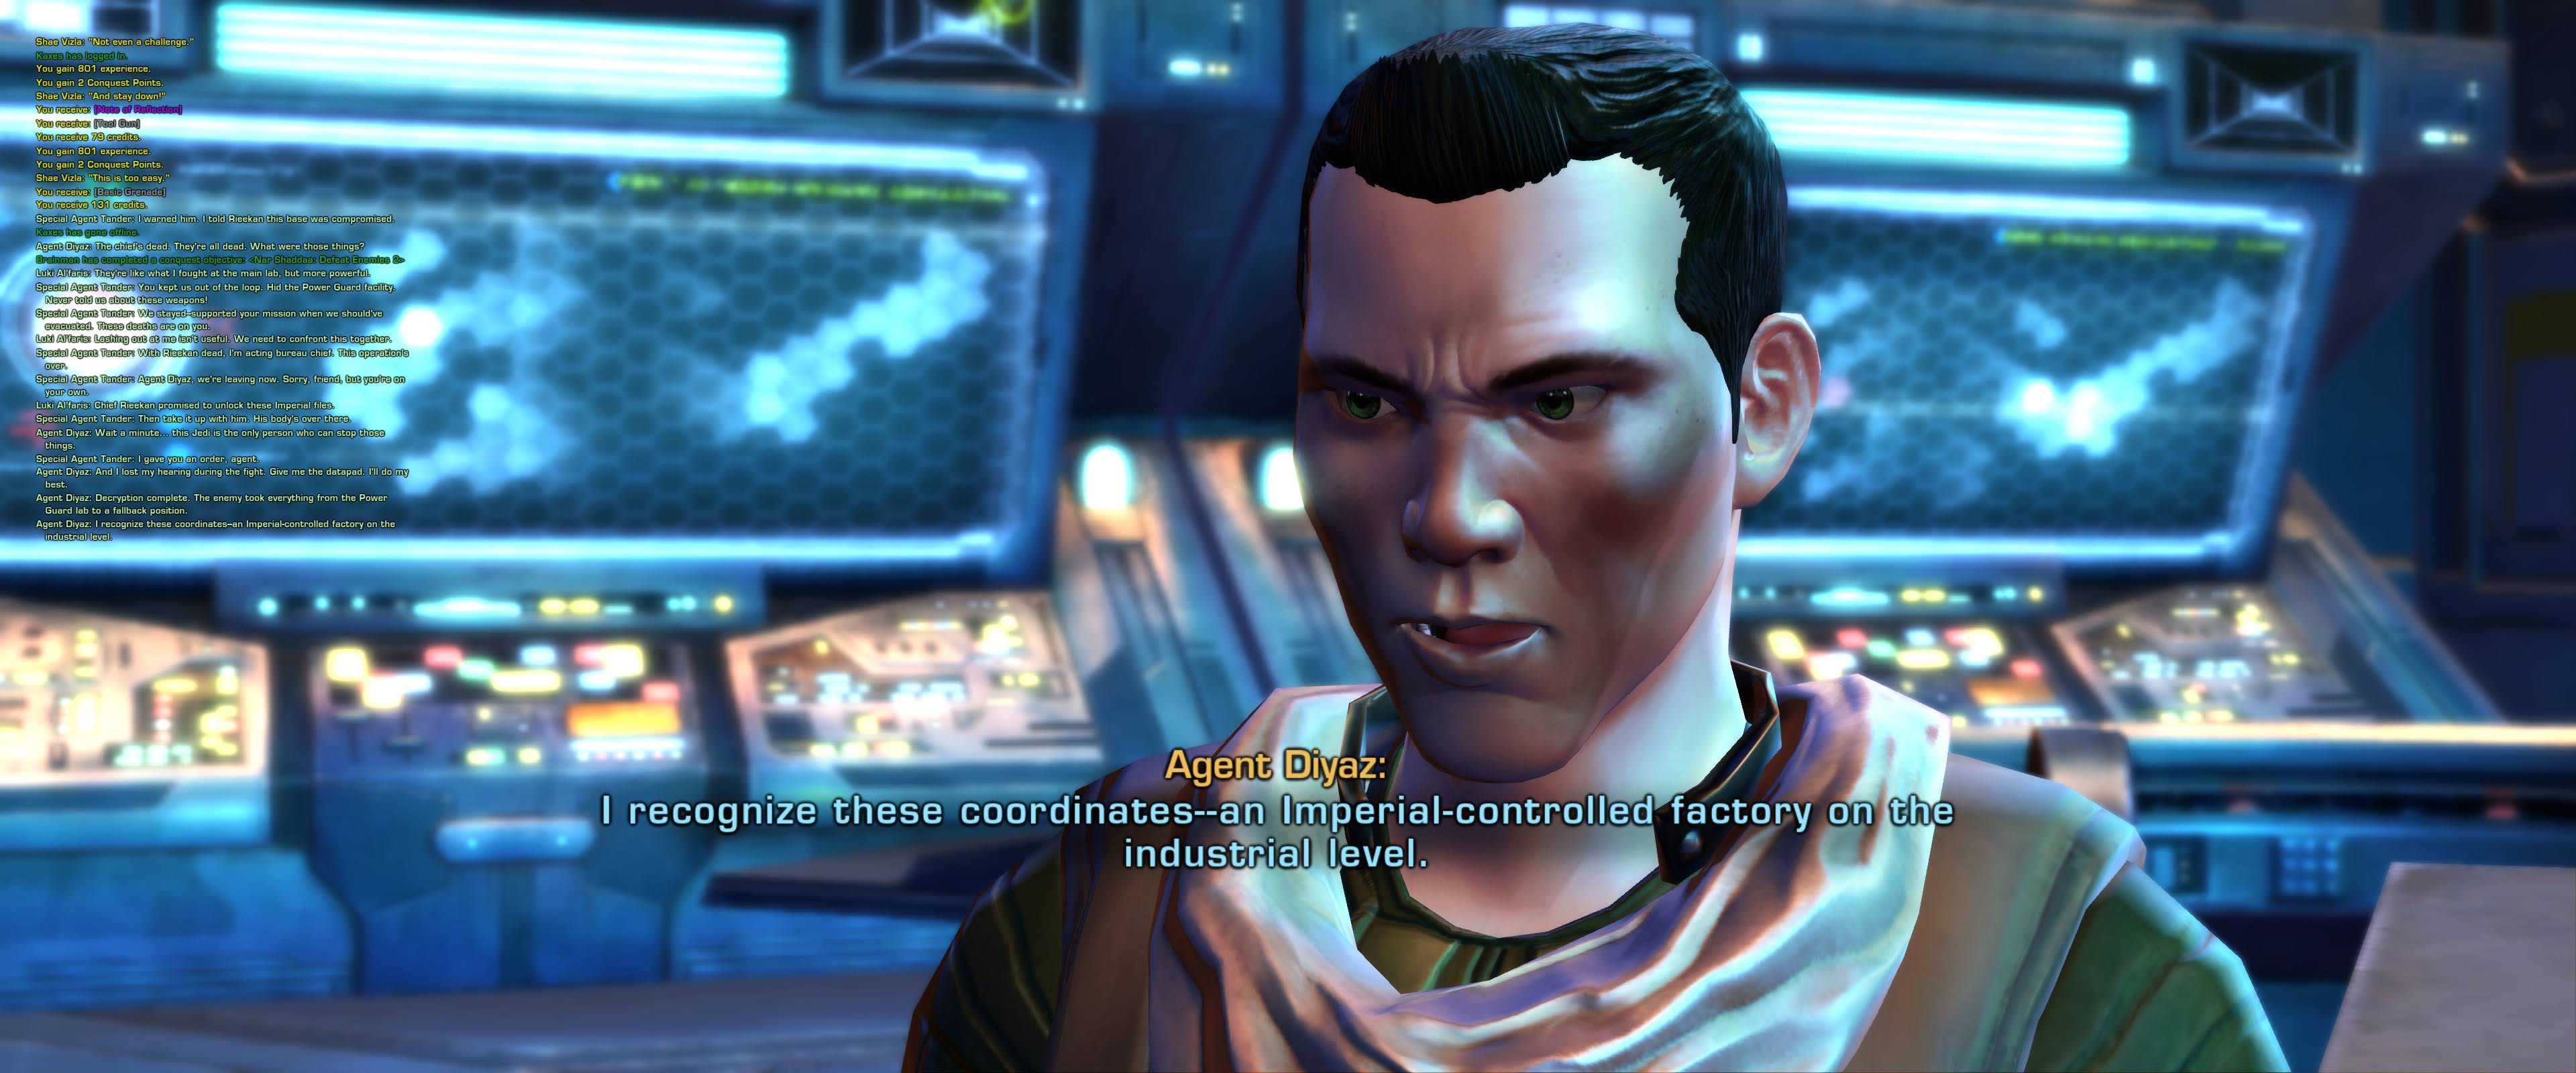 Shae Vizla: "Not even a challenge."
Kaxes has logged in.
You gain 801 experience.
You gain 2 Conquest Points.
Shae Vizla: "And stay down!"
You receive: [Note of Reflection]
You receive: [Tool Gun]
You receive 79 credits.
You gain 801 experience.
You gain 2 Conquest Points.
Shae Vizla: "This is too easy."
You receive: [Basic Grenade]
You receive 131 credits.
Special Agent Tander: I warned him. I told Rieekan this base was compromised.
Kaxes has gone offline.
Agent Diyaz: The chief's dead. They're all dead. What were those things?
Brainman has completed a conquest objective: <Nar Shaddaa: Defeat Enemies 2>
Luki Al'faris: They're like what I fought at the main lab, but more powerful.
Special Agent Tander: You kept us out of the loop. Hid the Power Guard facility.
Never told us about these weapons!
Special Agent Tander: We stayed--supported your mission when we should've
evacuated. These deaths are on you.
Luki Al'faris: Lashing out at me isn't useful. We need to confront this together.
Special Agent Tander: With Rieekan dead, I'm acting bureau chief. This operation's
over.
Special Agent Tander: Agent Diyaz, we're leaving now. Sorry, friend, but you're on
your own.
Luki Al'faris: Chief Rieekan promised to unlock these Imperial files.
Special Agent Tander: Then take it up with him. His body's over there.
Agent Diyaz: Wait a minute... this Jedi is the only person who can stop those
things.
Special Agent Tander: I gave you an order, agent.
Agent Diyaz: And I lost my hearing during the fight. Give me the datapad. I'll do my
best.
Agent Diyaz: Decryption complete. The enemy took everything from the Power
Guard lab to a fallback position.
Agent Diyaz: I recognize these coordinates--an Imperial-controlled factory on the
industrial level.
Agent Diyaz:
I recognize these coordinates--an Imperial-controlled factory on the
industrial level.